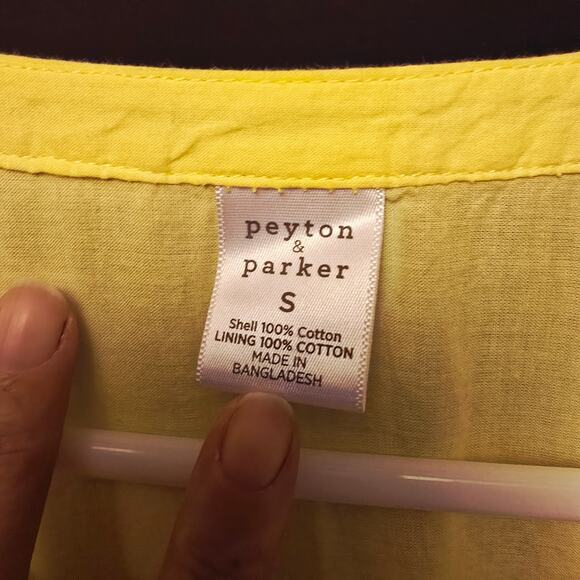 peyton
&
parker
S
Shell 100% Cotton
LINING 100% COTTON
MADE IN
BANGLADESH